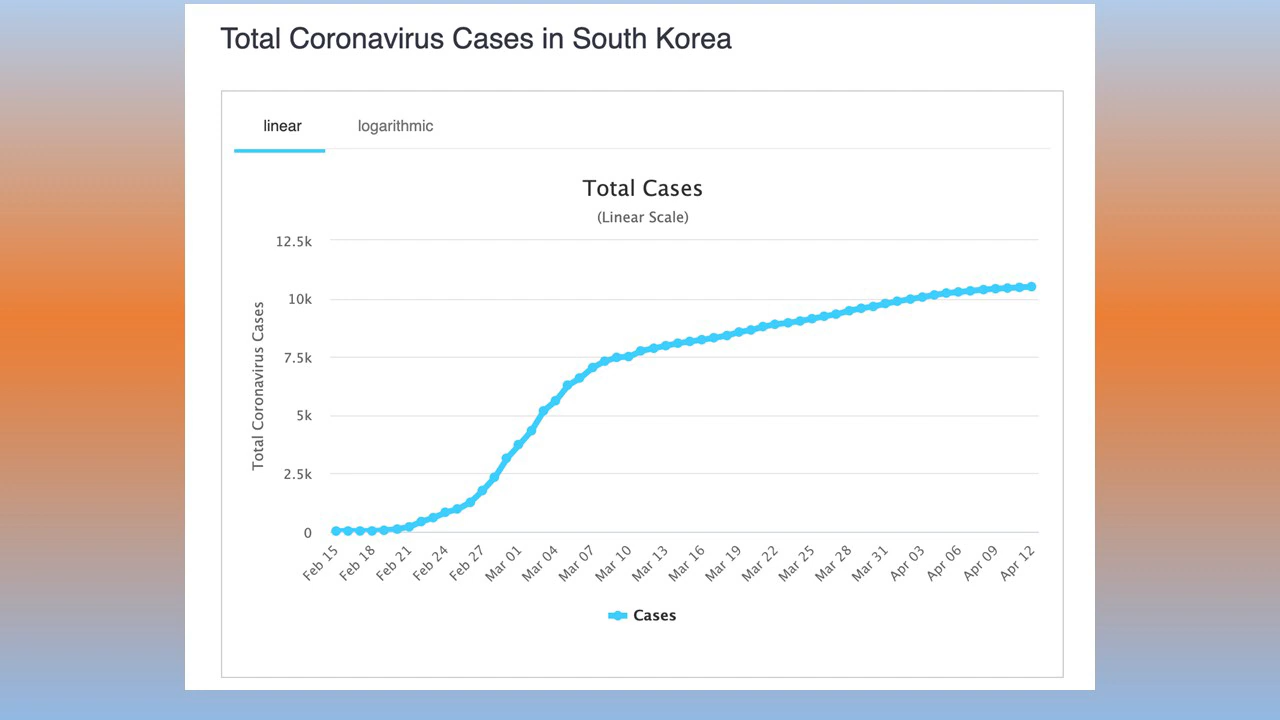 Total Coronavirus Cases in South Korea
linear logarithmic
Total Cases
(Linear Scale)
Total Coronavirus Cases
12.5k
10k
7.5k
5k
2.5k
0
Feb 15 Feb 18 Feb 21 Feb 24 Feb 27 Mar 01 Mar 04 Mar 07 Mar 10 Mar 13 Mar 16 Mar 19 Mar 22 Mar 25 Mar 28 Mar 31 Apr 03 Apr 06 Apr 09 Apr 12
Cases